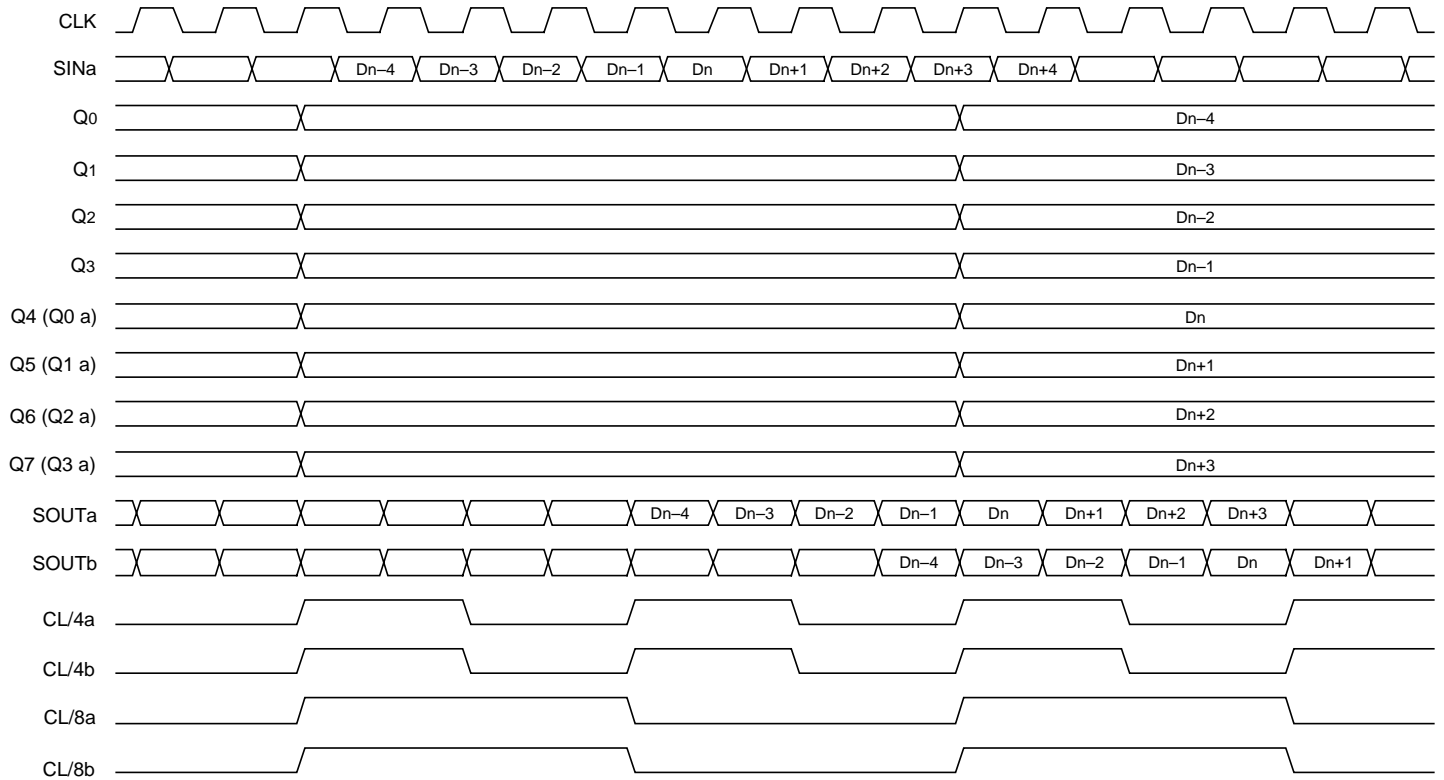 CLK
SINa Dn–4 Dn–3 Dn–2 Dn–1 Dn Dn+1 Dn+2 Dn+3 Dn+4
Q0 Dn–4
Q1 Dn–3
Q2 Dn–2
Q3 Dn–1
Q4 (Q0 a) Dn
Q5 (Q1 a) Dn+1
Q6 (Q2 a) Dn+2
Q7 (Q3 a) Dn+3
SOUTa Dn–4 Dn–3 Dn–2 Dn–1 Dn Dn+1 Dn+2 Dn+3
SOUTb Dn–4 Dn–3 Dn–2 Dn–1 Dn Dn+1
CL/4a
CL/4b
CL/8a
CL/8b